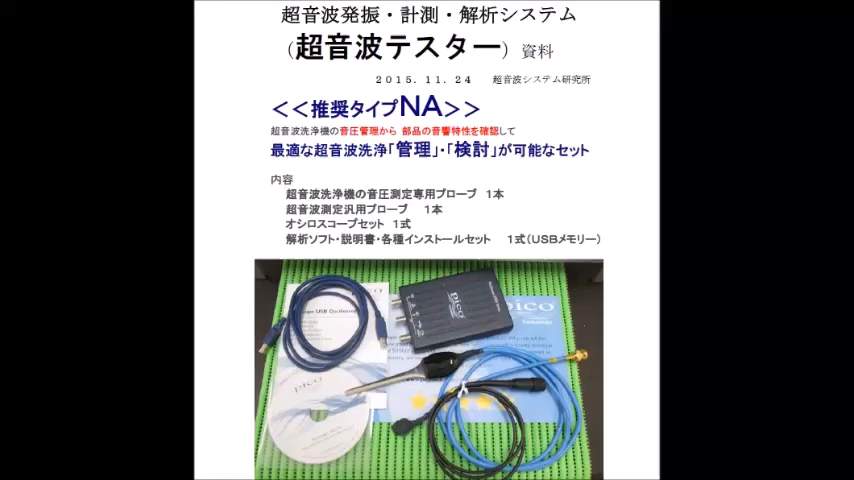 超音波発振・計測・解析システム
（超音波テスター）資料
２０１５．１１．２４ 超音波システム研究所
＜＜推奨タイプNA＞＞
超音波洗浄機の音圧管理から 部品の音響特性を確認して
最適な超音波洗浄「管理」・「検討」が可能なセット
内容
超音波洗浄機の音圧測定専用プローブ １本
超音波測定汎用プローブ １本
オシロスコープセット １式
解析ソフト・説明書・各種インストールセット １式（ＵＳＢメモリー）
pico
USB Oscilloscope
pico
pico
Technology
pico